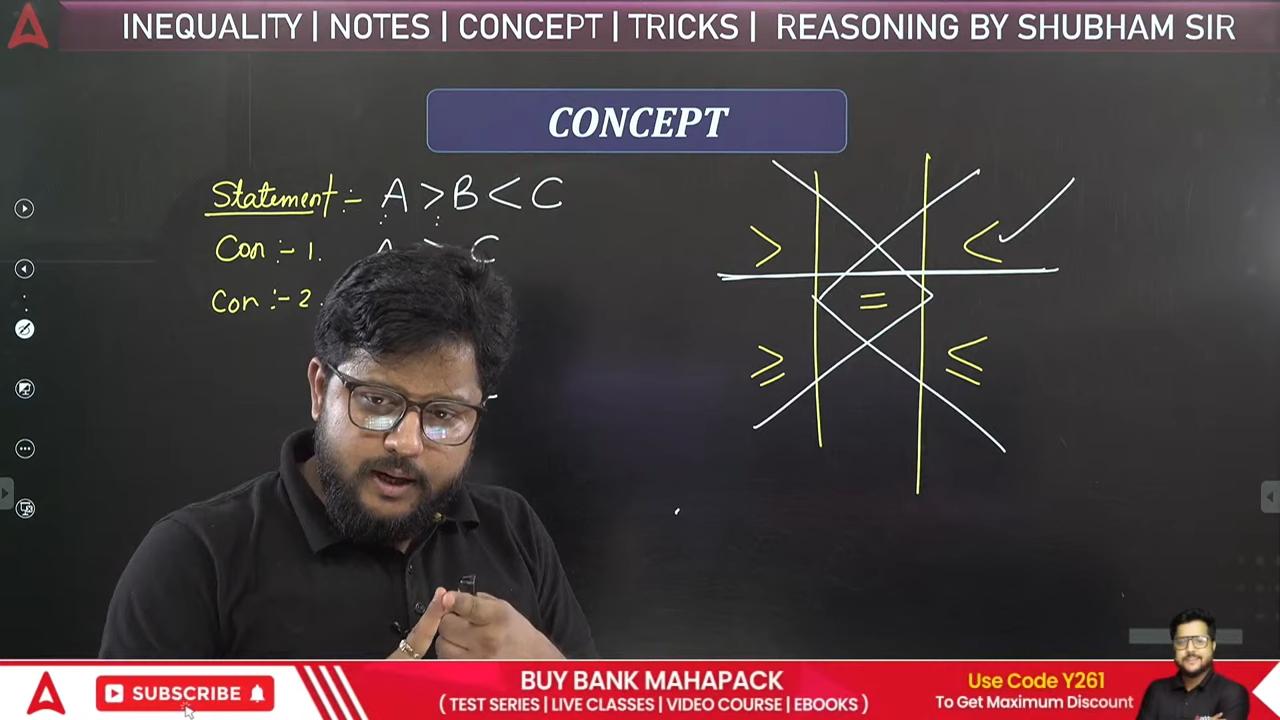 INEQUALITY | NOTES | CONCEPT | TRICKS | REASONING BY SHUBHAM SIR
CONCEPT
Statement :- A > B < C
Con :- 1. A > C
Con :- 2.
> <
=
≥ ≤
SUBSCRIBE
BUY BANK MAHAPACK
( TEST SERIES | LIVE CLASSES | VIDEO COURSE | EBOOKS )
Use Code Y261
To Get Maximum Discount